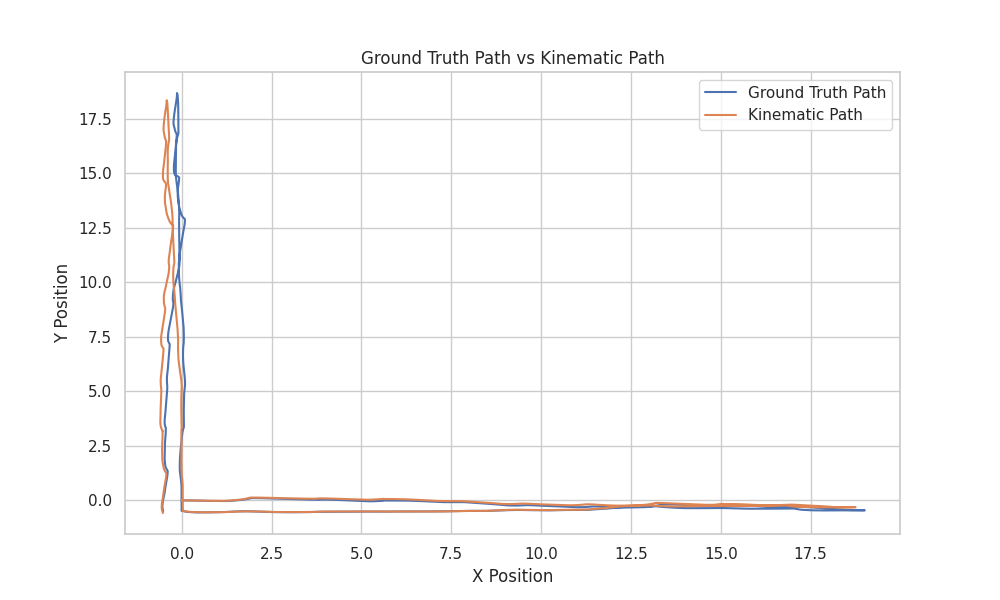 Ground Truth Path vs Kinematic Path
Ground Truth Path
Kinematic Path
Y Position
17.5
15.0
12.5
10.0
7.5
5.0
2.5
0.0
0.0 2.5 5.0 7.5 10.0 12.5 15.0 17.5
X Position